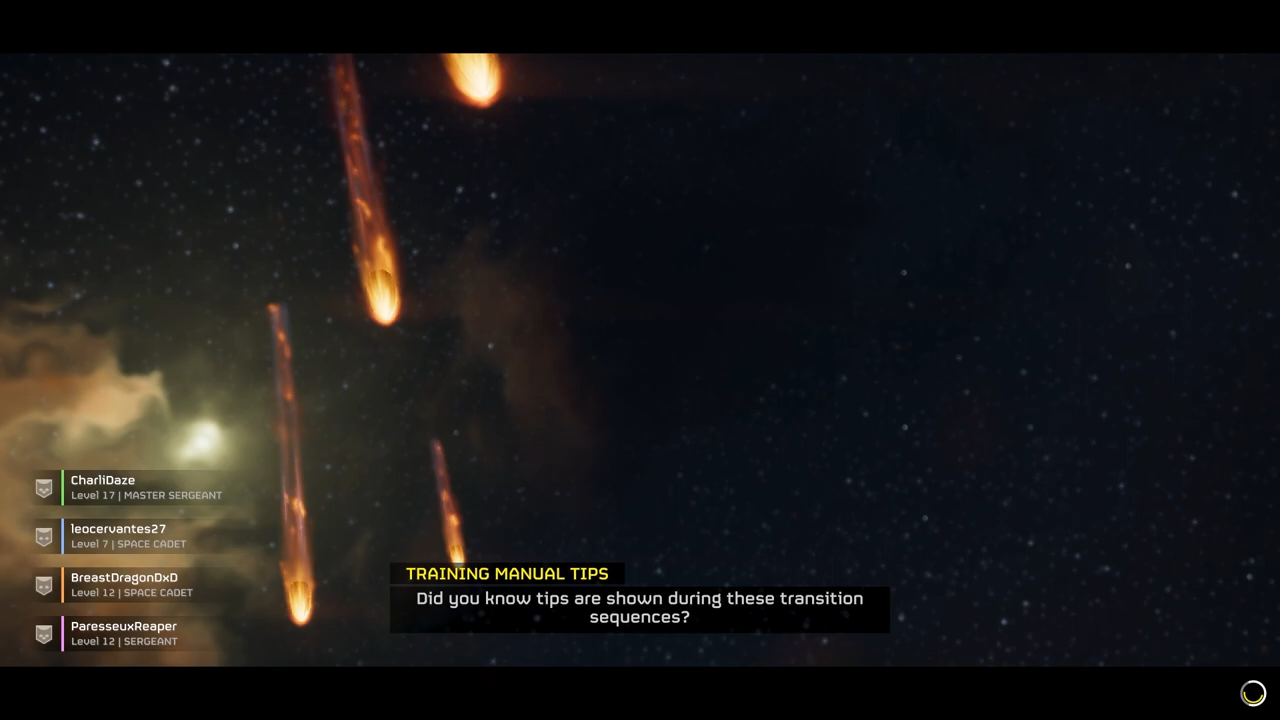 CharliDaze
Level 17 | MASTER SERGEANT
leocervantes27
Level 7 | SPACE CADET
BreastDragonDxD
Level 12 | SPACE CADET
ParesseuxReaper
Level 12 | SERGEANT
TRAINING MANUAL TIPS
Did you know tips are shown during these transition
sequences?